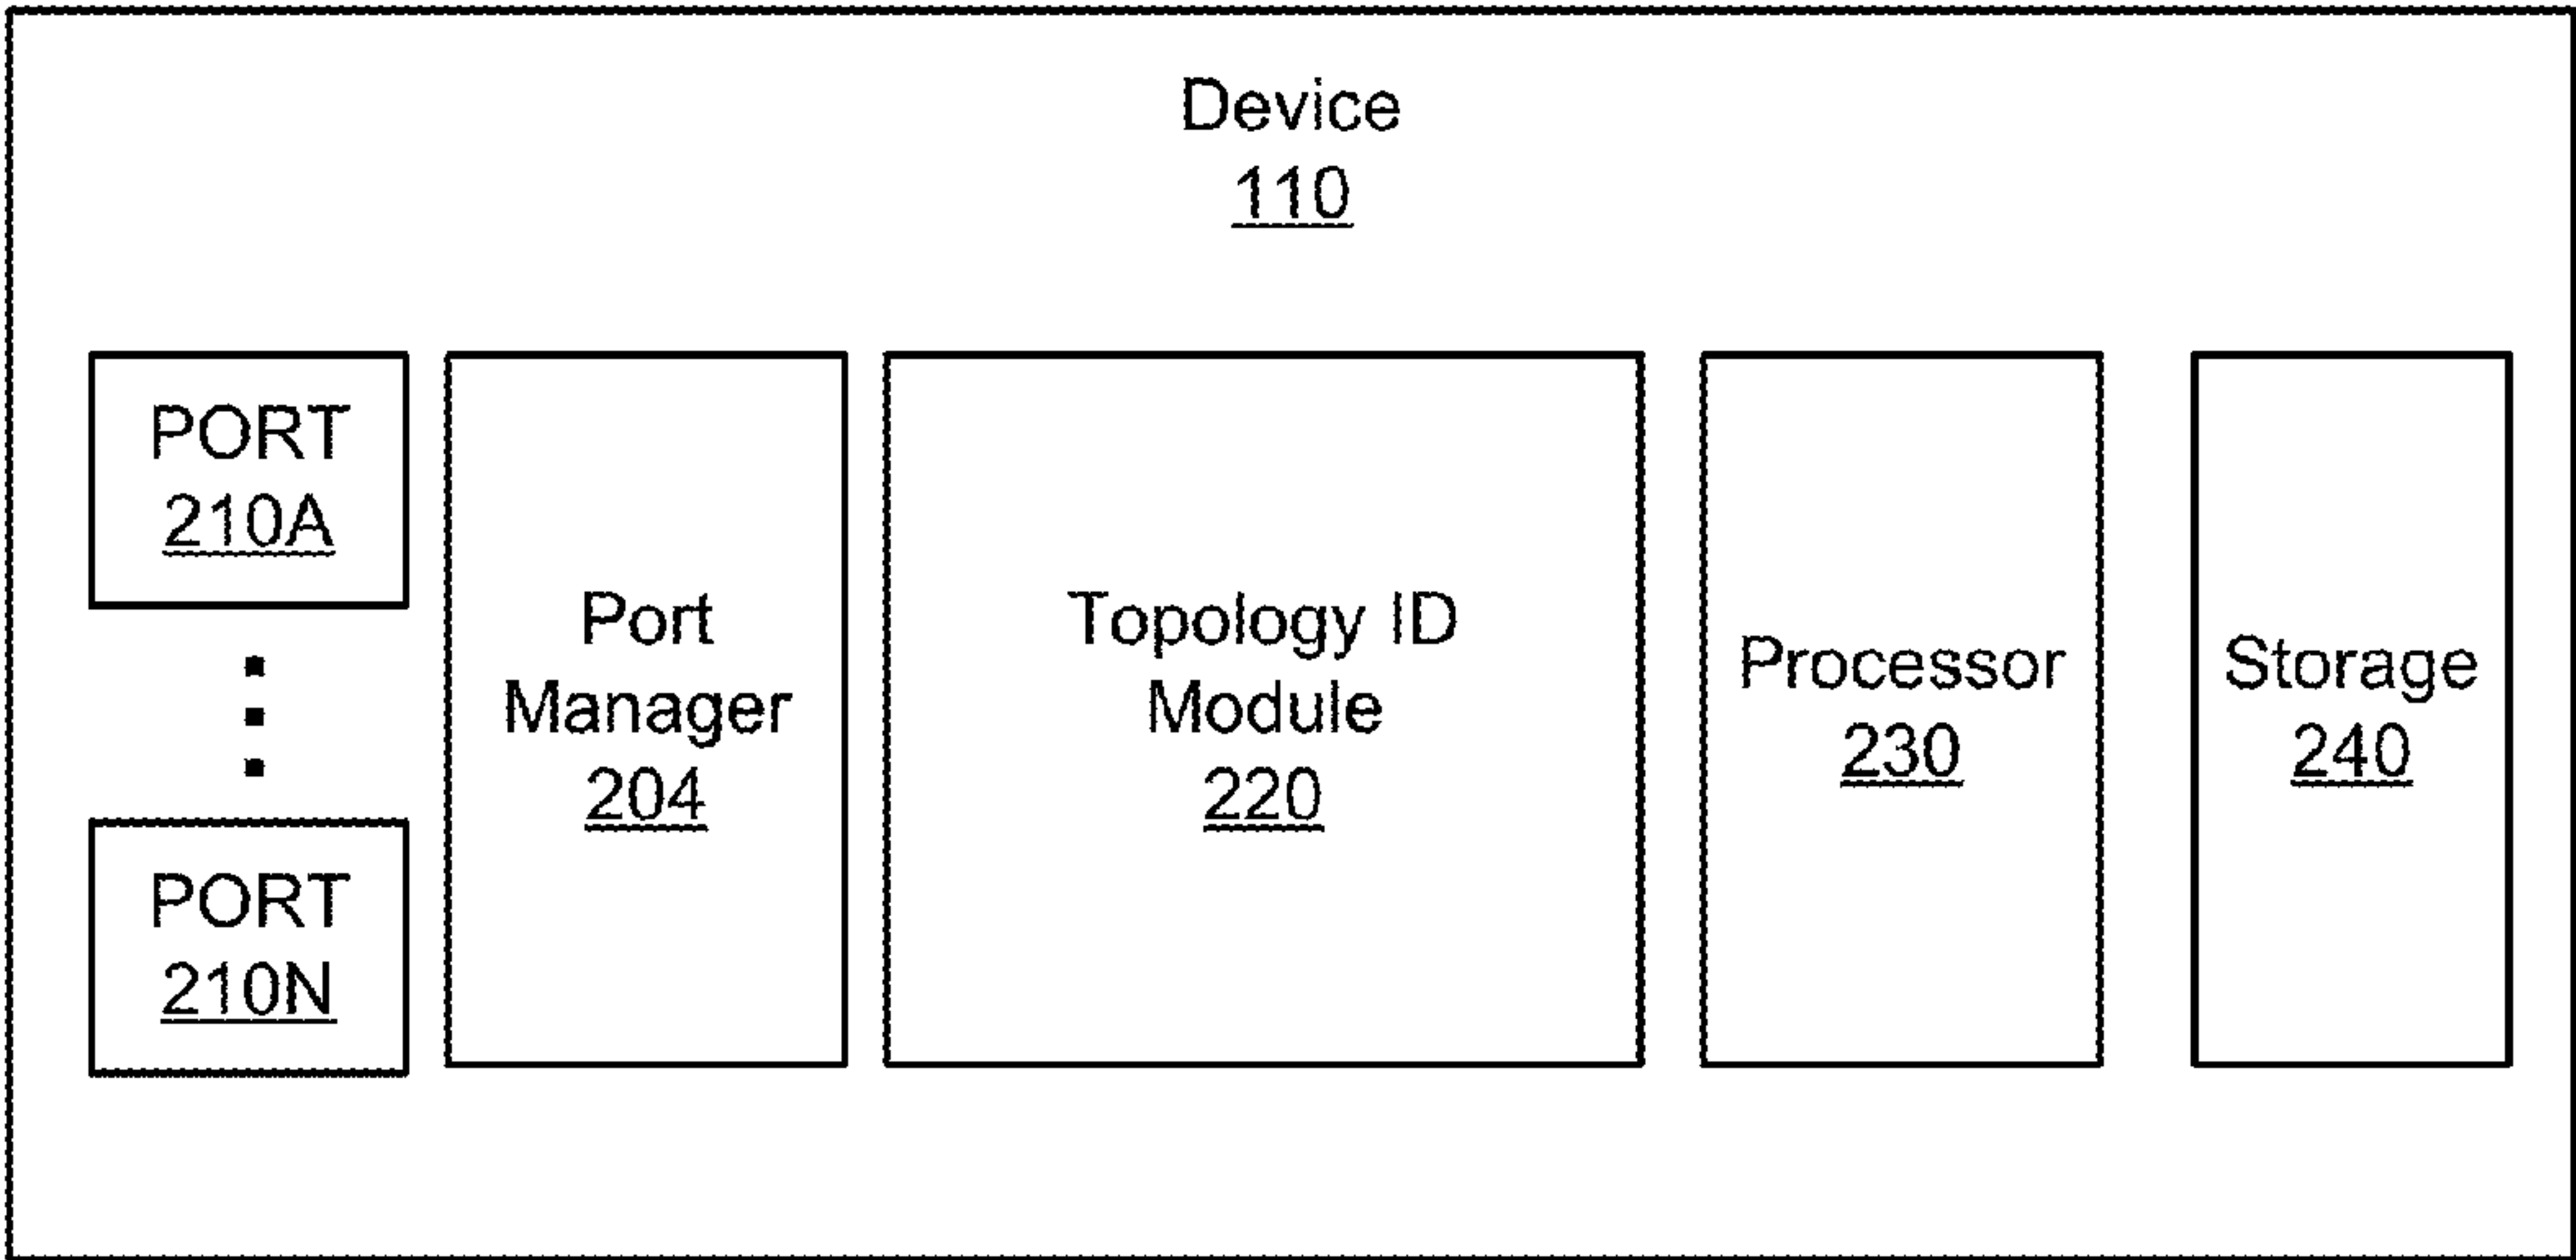 Device
110
PORT
210A
Port
Manager
204
Topology ID
Module
220
Processor
230
Storage
240
PORT
210N